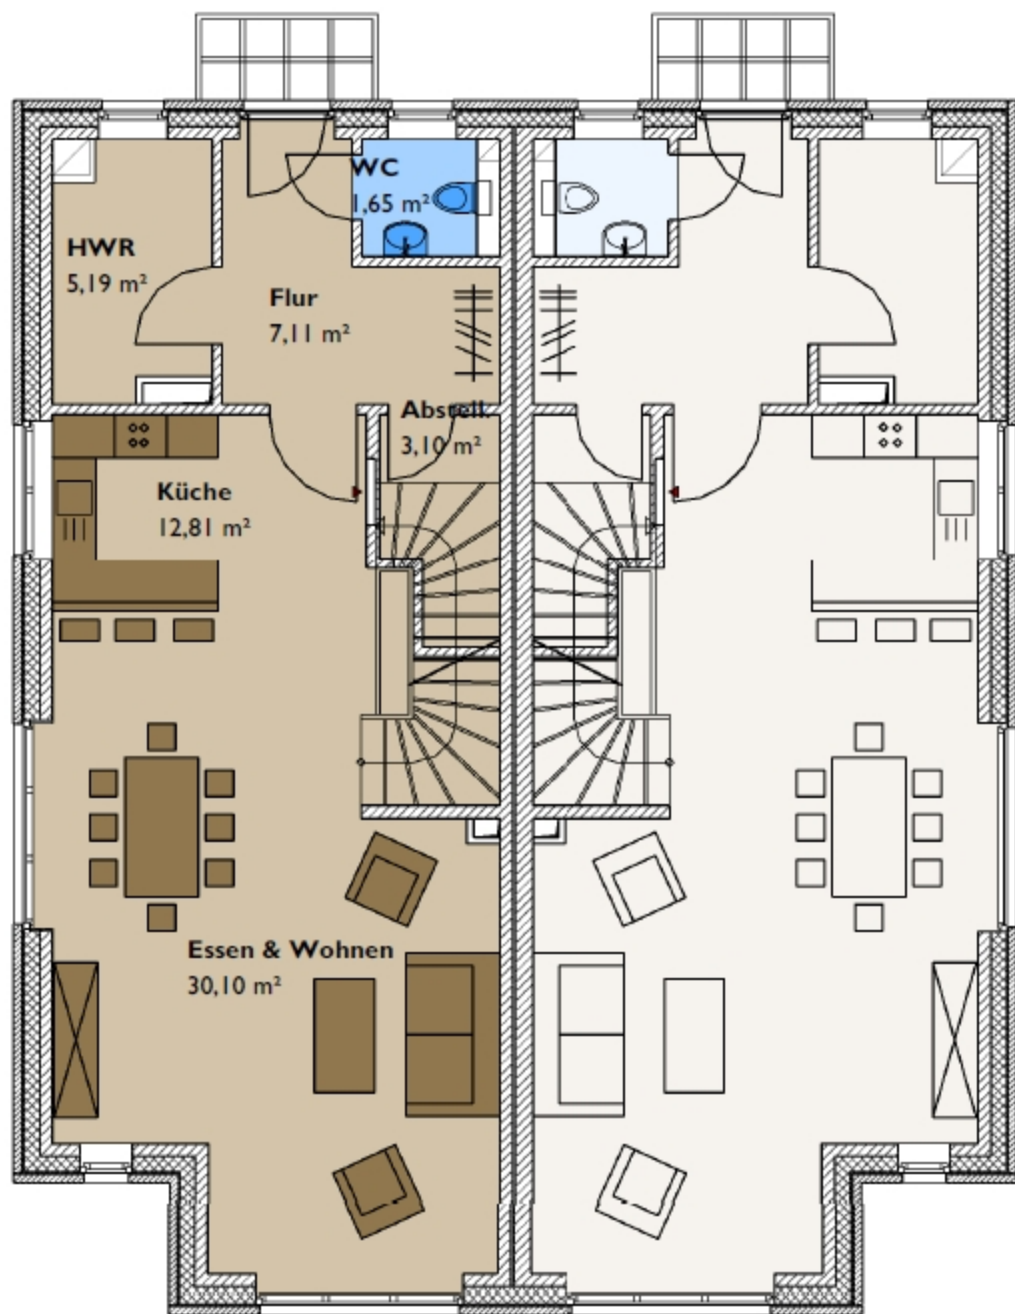 WC
1,65 m²
HWR
5,19 m²
Flur
7,11 m²
Abstell.
3,10 m²
Küche
12,81 m²
Essen & Wohnen
30,10 m²